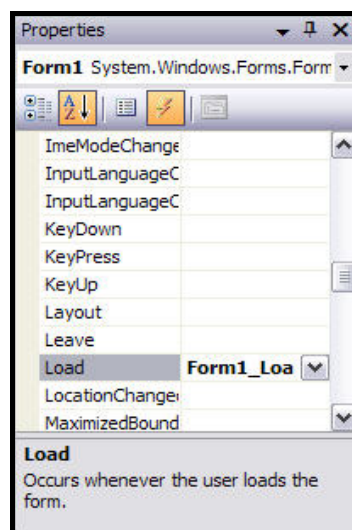 Properties
Form1 System.Windows.Forms.Form
A
Z
ImeModeChange
InputLanguageC
InputLanguageC
KeyDown
KeyPress
KeyUp
Layout
Leave
Load Form1_Loa
LocationChange
MaximizedBound
Load
Occurs whenever the user loads the
form.